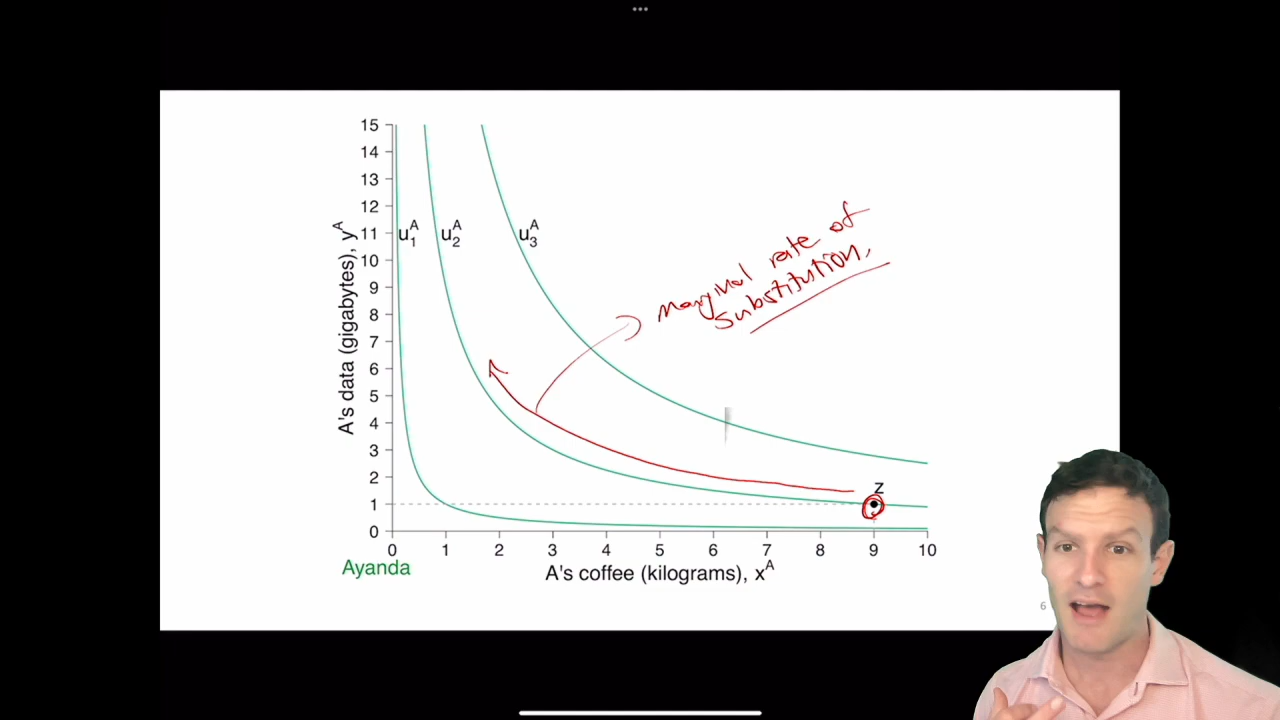 15
14
13
12
11
10
9
8
7
6
5
4
3
2
1
0
A's data (gigabytes), yᴬ
u₁ᴬ
u₂ᴬ
u₃ᴬ
marginal rate of
substitution.
z
0 1 2 3 4 5 6 7 8 9 10
Ayanda
A's coffee (kilograms), xᴬ
6